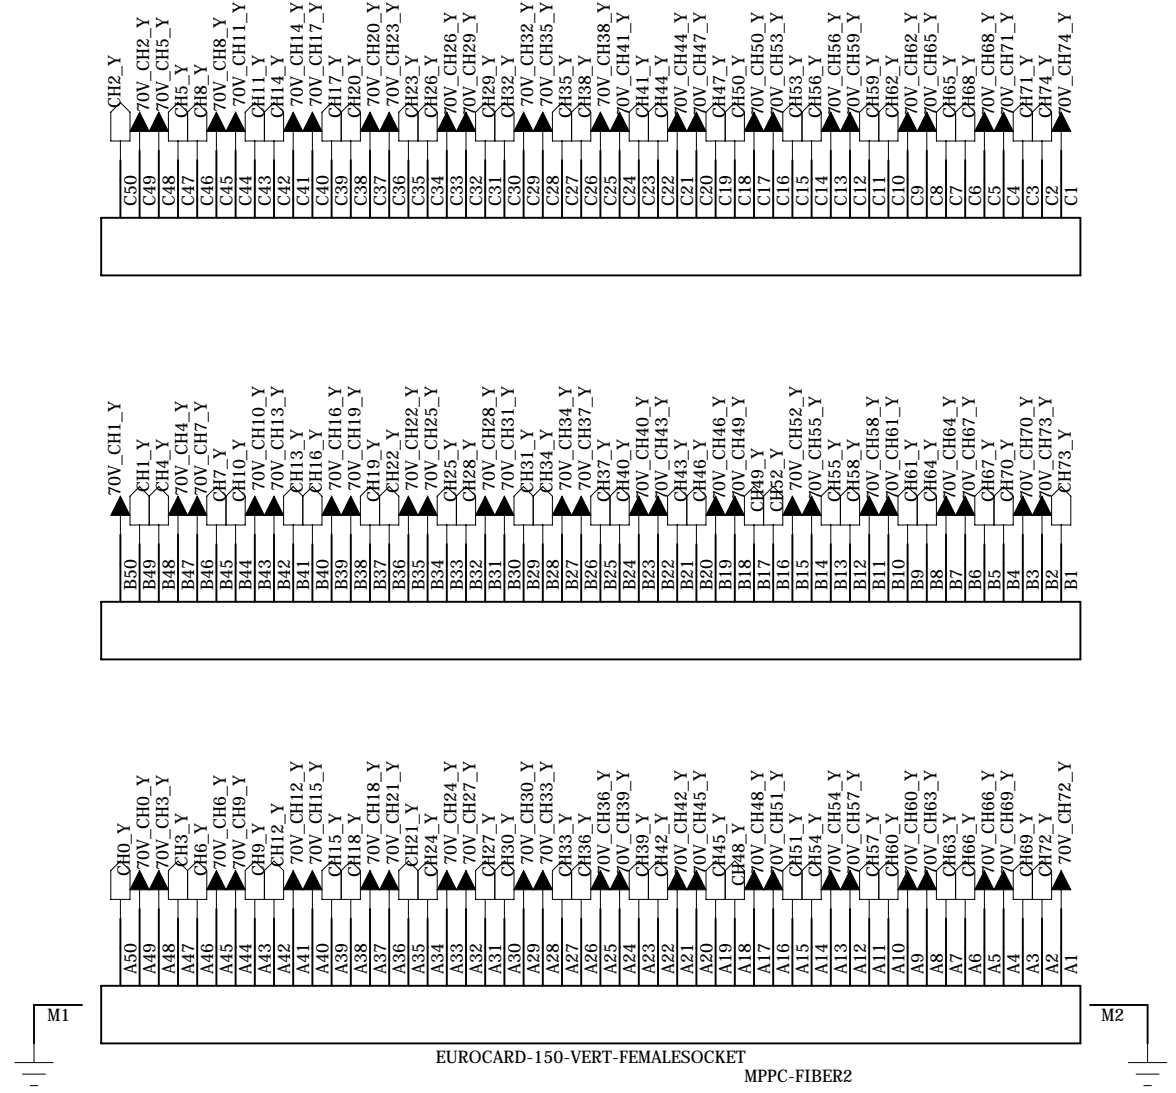 CH2_Y 70V_CH2_Y 70V_CH5_Y CH5_Y CH8_Y 70V_CH8_Y 70V_CH11_Y CH11_Y CH14_Y 70V_CH14_Y 70V_CH17_Y CH17_Y CH20_Y 70V_CH20_Y 70V_CH23_Y CH23_Y CH26_Y 70V_CH26_Y 70V_CH29_Y CH29_Y CH32_Y 70V_CH32_Y 70V_CH35_Y CH35_Y CH38_Y 70V_CH38_Y 70V_CH41_Y CH41_Y CH44_Y 70V_CH44_Y 70V_CH47_Y CH47_Y CH50_Y 70V_CH50_Y 70V_CH53_Y CH53_Y CH56_Y 70V_CH56_Y 70V_CH59_Y CH59_Y CH62_Y 70V_CH62_Y 70V_CH65_Y CH65_Y CH68_Y 70V_CH68_Y 70V_CH71_Y CH71_Y CH74_Y 70V_CH74_Y
C50 C49 C48 C47 C46 C45 C44 C43 C42 C41 C40 C39 C38 C37 C36 C35 C34 C33 C32 C31 C30 C29 C28 C27 C26 C25 C24 C23 C22 C21 C20 C19 C18 C17 C16 C15 C14 C13 C12 C11 C10 C9 C8 C7 C6 C5 C4 C3 C2 C1
70V_CH1_Y CH1_Y CH4_Y 70V_CH4_Y 70V_CH7_Y CH7_Y CH10_Y 70V_CH10_Y 70V_CH13_Y CH13_Y CH16_Y 70V_CH16_Y 70V_CH19_Y CH19_Y CH22_Y 70V_CH22_Y 70V_CH25_Y CH25_Y CH28_Y 70V_CH28_Y 70V_CH31_Y CH31_Y CH34_Y 70V_CH34_Y 70V_CH37_Y CH37_Y CH40_Y 70V_CH40_Y 70V_CH43_Y CH43_Y CH46_Y 70V_CH46_Y 70V_CH49_Y CH49_Y CH52_Y 70V_CH52_Y 70V_CH55_Y CH55_Y CH58_Y 70V_CH58_Y 70V_CH61_Y CH61_Y CH64_Y 70V_CH64_Y 70V_CH67_Y CH67_Y CH70_Y 70V_CH70_Y 70V_CH73_Y CH73_Y
B50 B49 B48 B47 B46 B45 B44 B43 B42 B41 B40 B39 B38 B37 B36 B35 B34 B33 B32 B31 B30 B29 B28 B27 B26 B25 B24 B23 B22 B21 B20 B19 B18 B17 B16 B15 B14 B13 B12 B11 B10 B9 B8 B7 B6 B5 B4 B3 B2 B1
CH0_Y 70V_CH0_Y 70V_CH3_Y CH3_Y CH6_Y 70V_CH6_Y 70V_CH9_Y CH9_Y CH12_Y 70V_CH12_Y 70V_CH15_Y CH15_Y CH18_Y 70V_CH18_Y 70V_CH21_Y CH21_Y CH24_Y 70V_CH24_Y 70V_CH27_Y CH27_Y CH30_Y 70V_CH30_Y 70V_CH33_Y CH33_Y CH36_Y 70V_CH36_Y 70V_CH39_Y CH39_Y CH42_Y 70V_CH42_Y 70V_CH45_Y CH45_Y CH48_Y 70V_CH48_Y 70V_CH51_Y CH51_Y CH54_Y 70V_CH54_Y 70V_CH57_Y CH57_Y CH60_Y 70V_CH60_Y 70V_CH63_Y CH63_Y CH66_Y 70V_CH66_Y 70V_CH69_Y CH69_Y CH72_Y 70V_CH72_Y
A50 A49 A48 A47 A46 A45 A44 A43 A42 A41 A40 A39 A38 A37 A36 A35 A34 A33 A32 A31 A30 A29 A28 A27 A26 A25 A24 A23 A22 A21 A20 A19 A18 A17 A16 A15 A14 A13 A12 A11 A10 A9 A8 A7 A6 A5 A4 A3 A2 A1
M1 M2
EUROCARD-150-VERT-FEMALESOCKET
MPPC-FIBER2